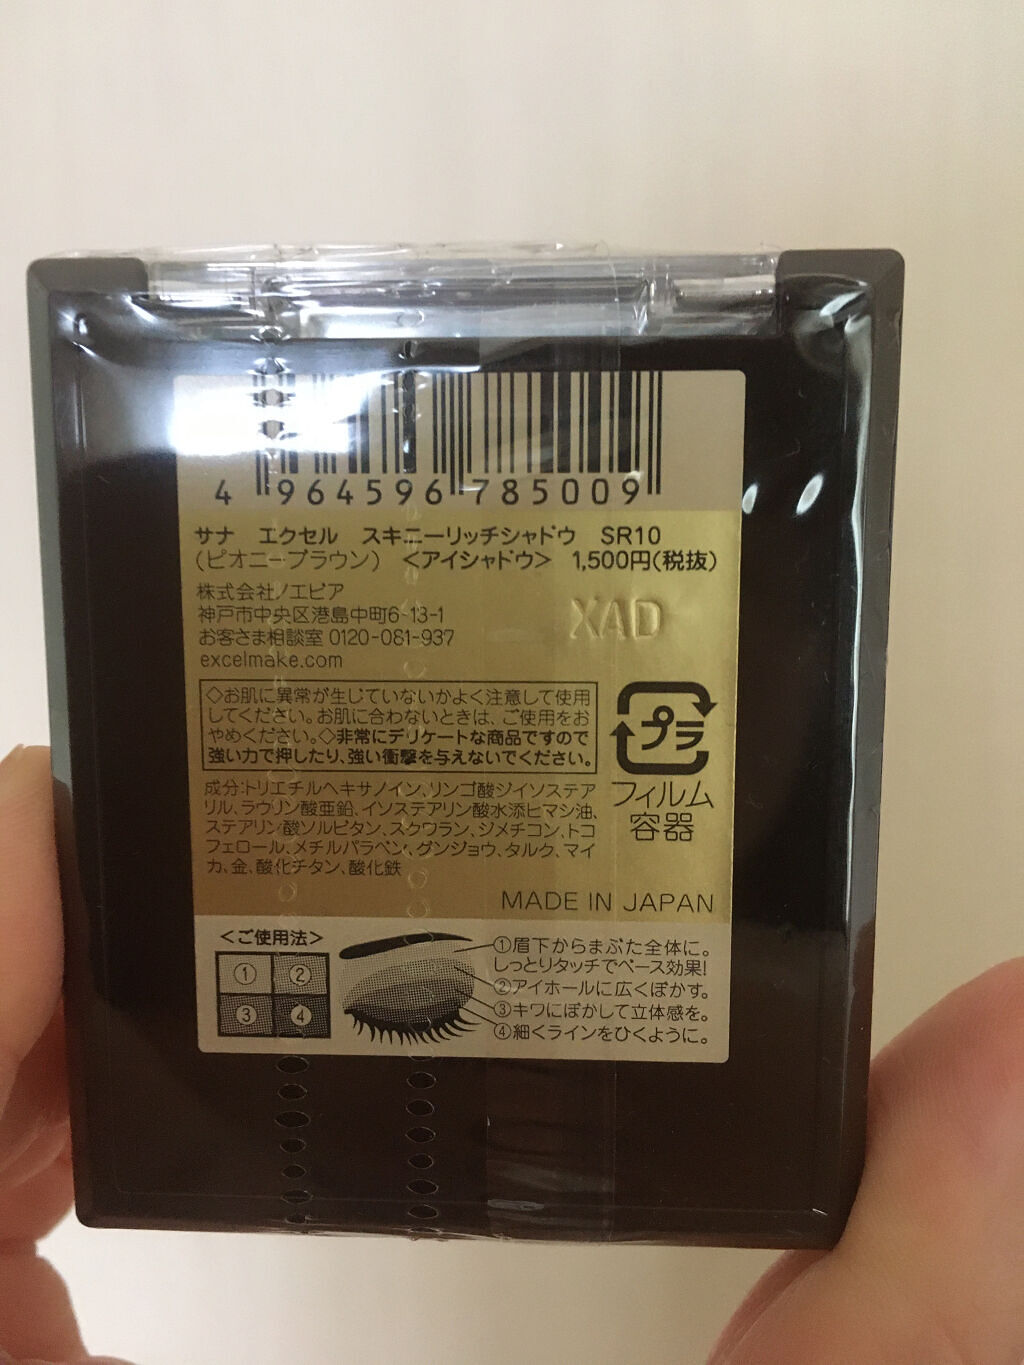 4 964596 785009
サナ エクセル スキニーリッチシャドウ SR10
(ピオニーブラウン) <アイシャドウ> 1,500円(税抜)
株式会社ノエビア
神戸市中央区港島中町6-13-1
お客さま相談室 0120-081-937
excelmake.com
XAD
◇お肌に異常が生じていないかよく注意して使用
してください。お肌に合わないときは、ご使用をお
やめください。◇非常にデリケートな商品ですので
強い力で押したり、強い衝撃を与えないでください。
プラ
フィルム
容器
成分:トリエチルヘキサノイン、リンゴ酸ジイソステア
リル、ラウリン酸亜鉛、イソステアリン酸水添ヒマシ油、
ステアリン酸ソルビタン、スクワラン、ジメチコン、トコ
フェロール、メチルパラベン、グンジョウ、タルク、マイ
カ、金、酸化チタン、酸化鉄
MADE IN JAPAN
<ご使用法>
① ②
③ ④
①眉下からまぶた全体に。
しっとりタッチでベース効果!
②アイホールに広くぼかす。
③キワにぼかして立体感を。
④細くラインをひくように。